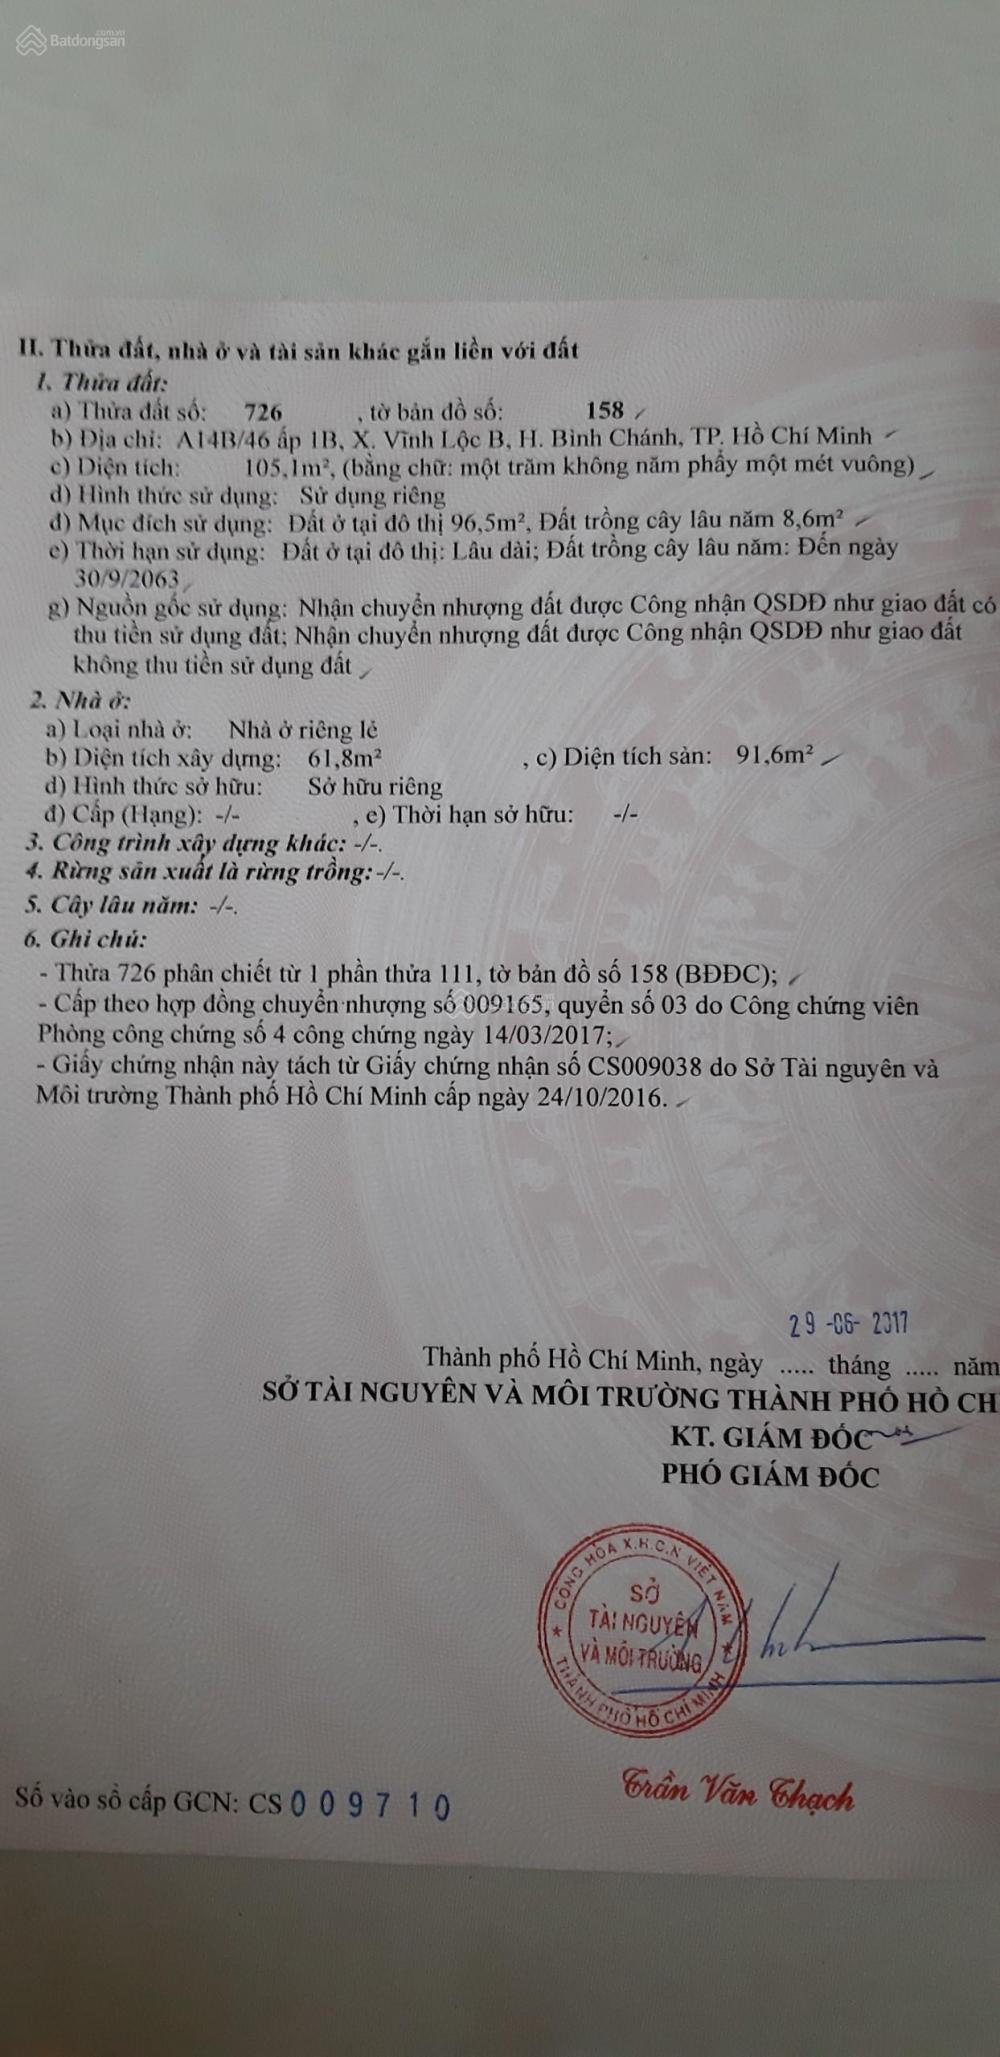 Batdongsan
.com.vn
II. Thửa đất, nhà ở và tài sản khác gắn liền với đất
1. Thửa đất:
a) Thửa đất số: 726 , tờ bản đồ số: 158
b) Địa chỉ: A14B/46 ấp 1B, X. Vĩnh Lộc B, H. Bình Chánh, TP. Hồ Chí Minh
c) Diện tích: 105,1m², (bằng chữ: một trăm không năm phẩy một mét vuông)
d) Hình thức sử dụng: Sử dụng riêng
đ) Mục đích sử dụng: Đất ở tại đô thị 96,5m², Đất trồng cây lâu năm 8,6m²
e) Thời hạn sử dụng: Đất ở tại đô thị: Lâu dài; Đất trồng cây lâu năm: Đến ngày
30/9/2063
g) Nguồn gốc sử dụng: Nhận chuyển nhượng đất được Công nhận QSDĐ như giao đất có
thu tiền sử dụng đất; Nhận chuyển nhượng đất được Công nhận QSDĐ như giao đất
không thu tiền sử dụng đất
2. Nhà ở:
a) Loại nhà ở: Nhà ở riêng lẻ
b) Diện tích xây dựng: 61,8m² , c) Diện tích sàn: 91,6m²
d) Hình thức sở hữu: Sở hữu riêng
đ) Cấp (Hạng): -/- , e) Thời hạn sở hữu: -/-
3. Công trình xây dựng khác: -/-.
4. Rừng sản xuất là rừng trồng: -/-.
5. Cây lâu năm: -/-.
6. Ghi chú:
- Thửa 726 phân chiết từ 1 phần thửa 111, tờ bản đồ số 158 (BĐĐC);
- Cấp theo hợp đồng chuyển nhượng số 009165, quyển số 03 do Công chứng viên
Phòng công chứng số 4 công chứng ngày 14/03/2017;
- Giấy chứng nhận này tách từ Giấy chứng nhận số CS009038 do Sở Tài nguyên và
Môi trường Thành phố Hồ Chí Minh cấp ngày 24/10/2016.
29-06-2017
Thành phố Hồ Chí Minh, ngày ..... tháng ..... năm
SỞ TÀI NGUYÊN VÀ MÔI TRƯỜNG THÀNH PHỐ HỒ CH
KT. GIÁM ĐỐC
PHÓ GIÁM ĐỐC
CỘNG HÒA X.H.C.N VIỆT NAM
SỞ
TÀI NGUYÊN
VÀ MÔI TRƯỜNG
THÀNH PHỐ HỒ CHÍ MINH
Trần Văn Thạch
Số vào sổ cấp GCN: CS 009710